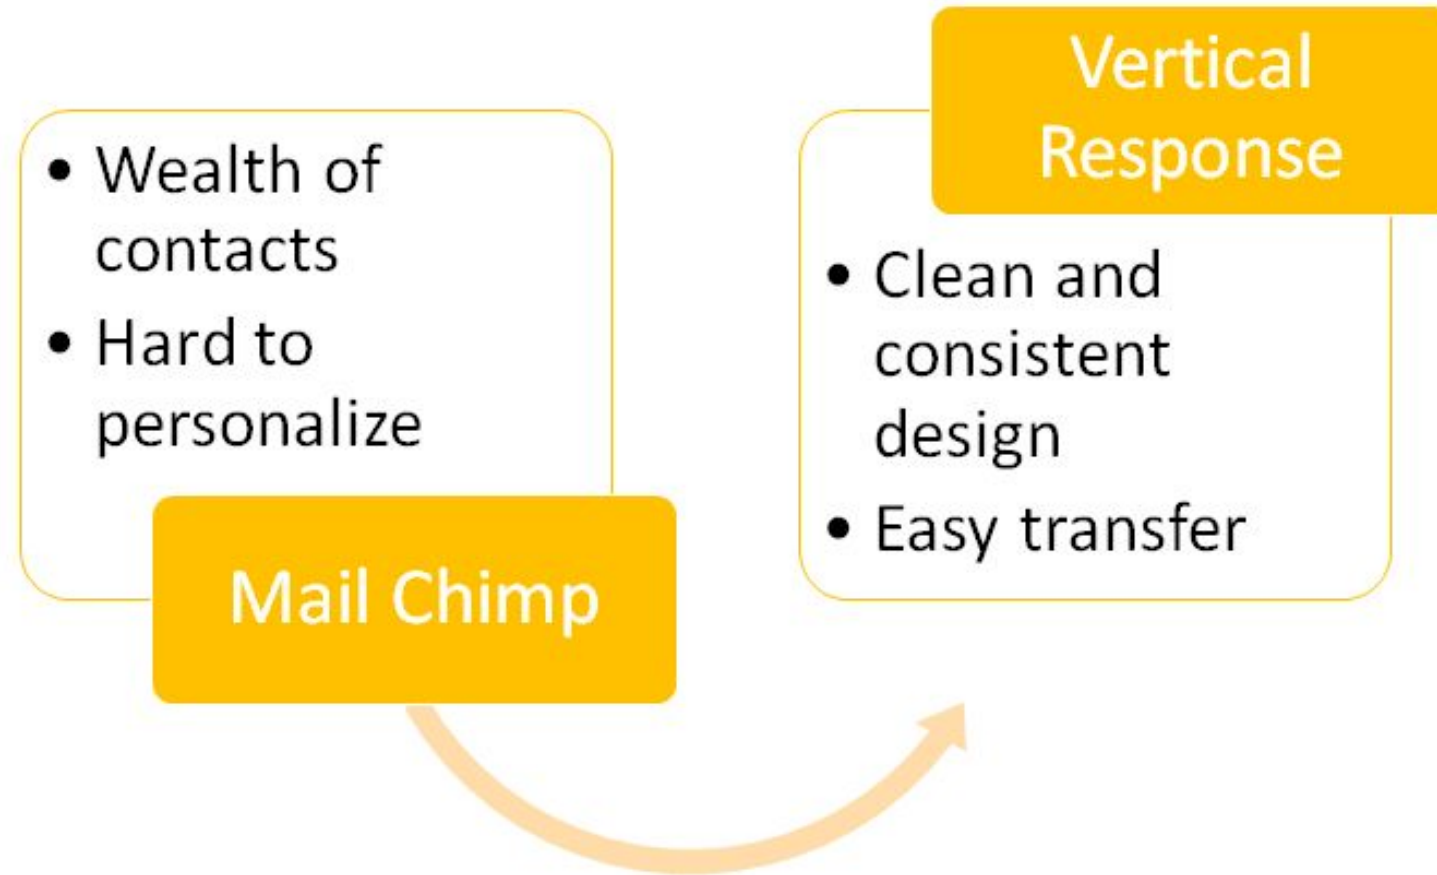 • Wealth of
contacts
• Hard to
personalize
Mail Chimp
Vertical
Response
• Clean and
consistent
design
• Easy transfer